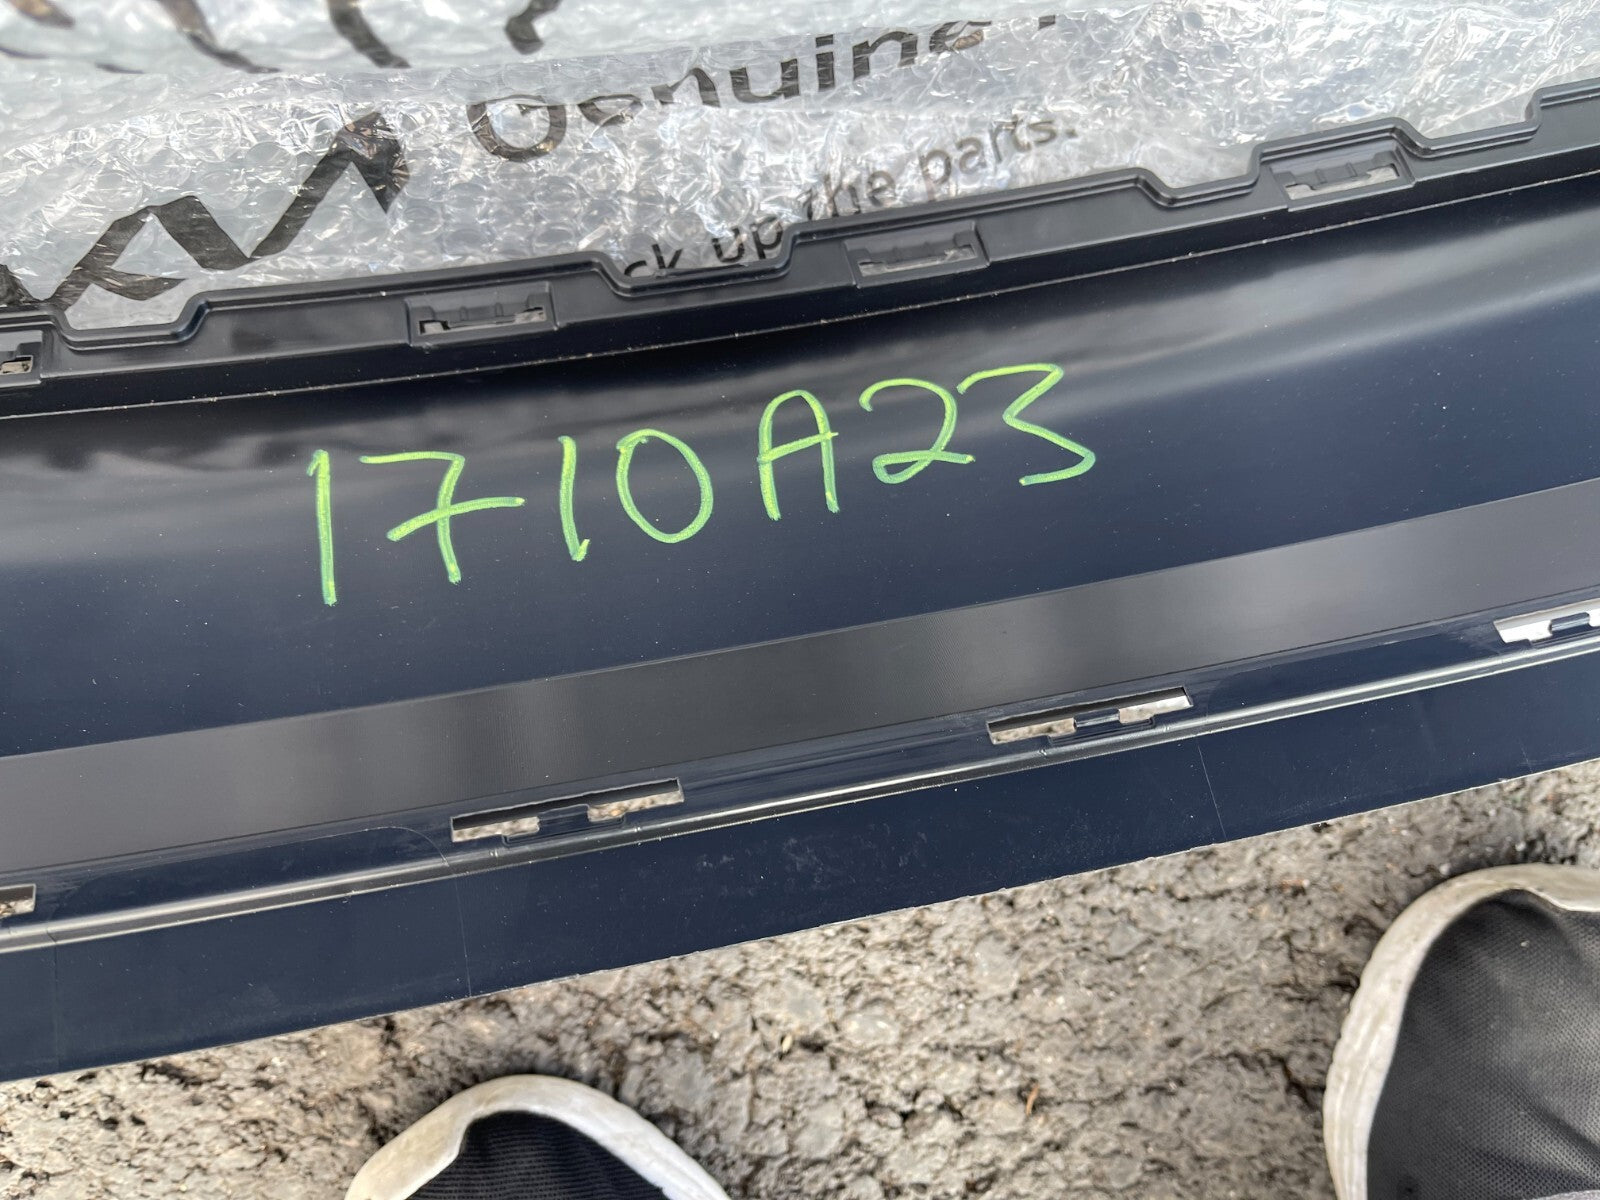 Genuine
ck up the parts.
1710A23